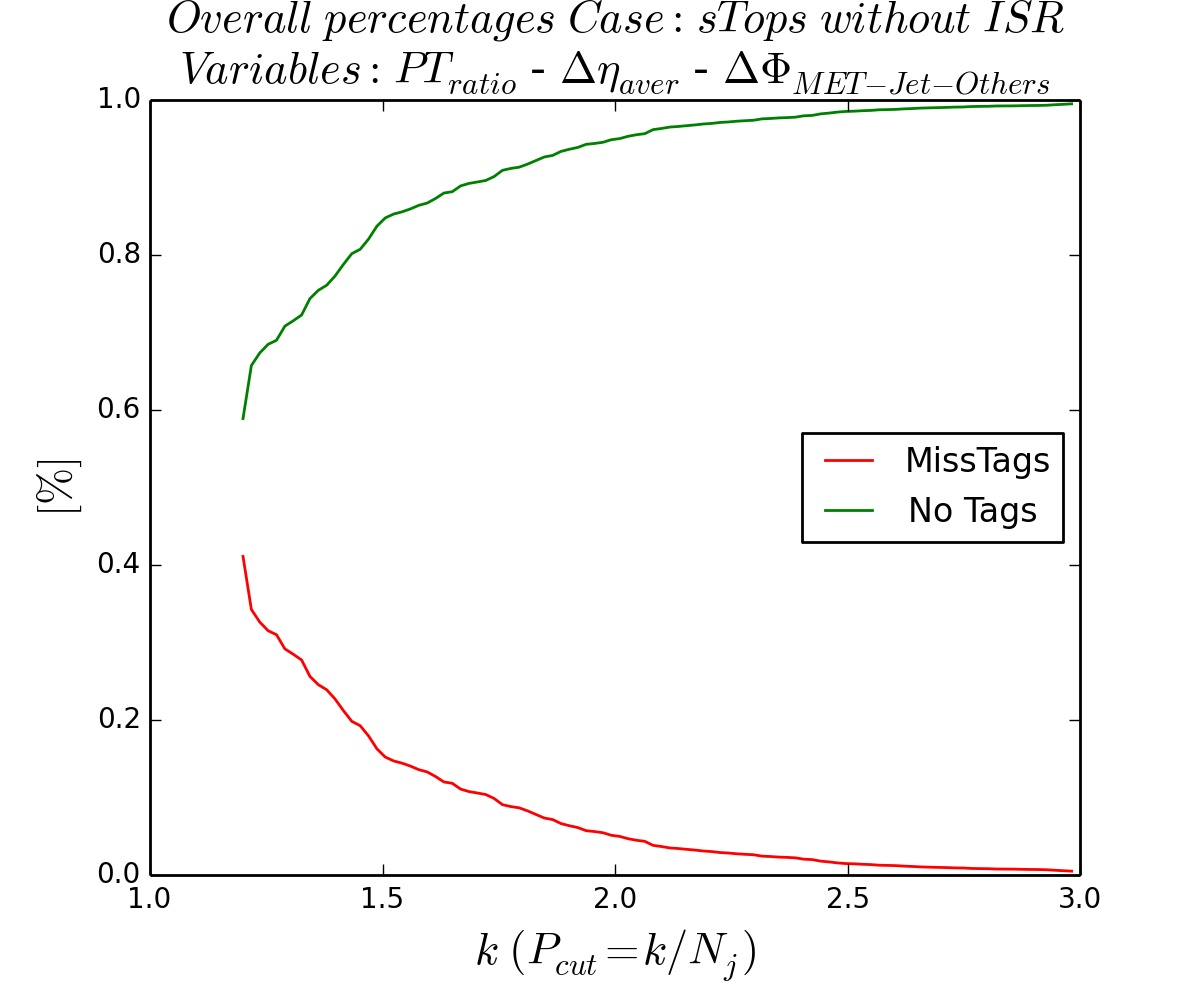 Overall percentages Case: sTops without ISR
Variables: PT_ratio - Δη_aver - ΔΦ_MET−Jet−Others
1.0
0.8
0.6
0.4
0.2
0.0
[%]
MissTags
No Tags
1.0 1.5 2.0 2.5 3.0
k (P_cut = k/N_j)